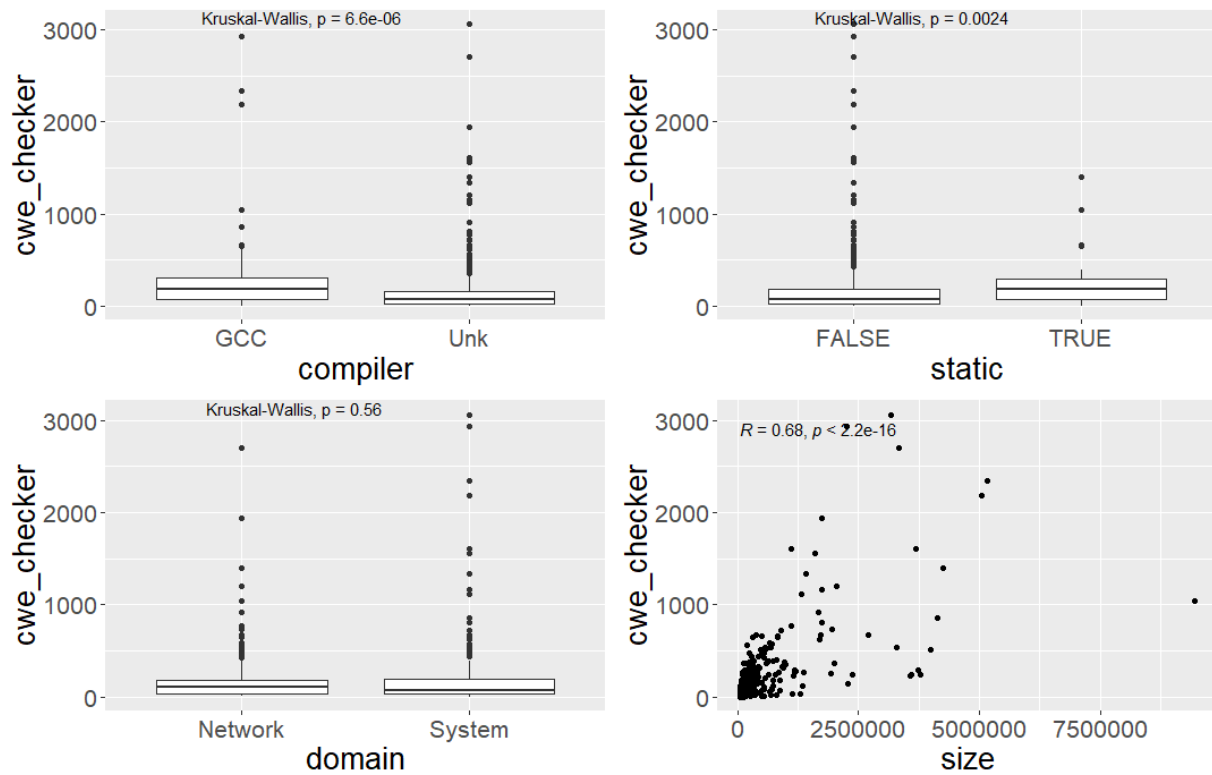 Kruskal-Wallis, p = 6.6e-06
3000
2000
1000
0
cwe_checker
GCC
Unk
compiler
Kruskal-Wallis, p = 0.0024
3000
2000
1000
0
cwe_checker
FALSE
TRUE
static
Kruskal-Wallis, p = 0.56
3000
2000
1000
0
cwe_checker
Network
System
domain
R = 0.68, p < 2.2e-16
3000
2000
1000
0
cwe_checker
0
2500000
5000000
7500000
size